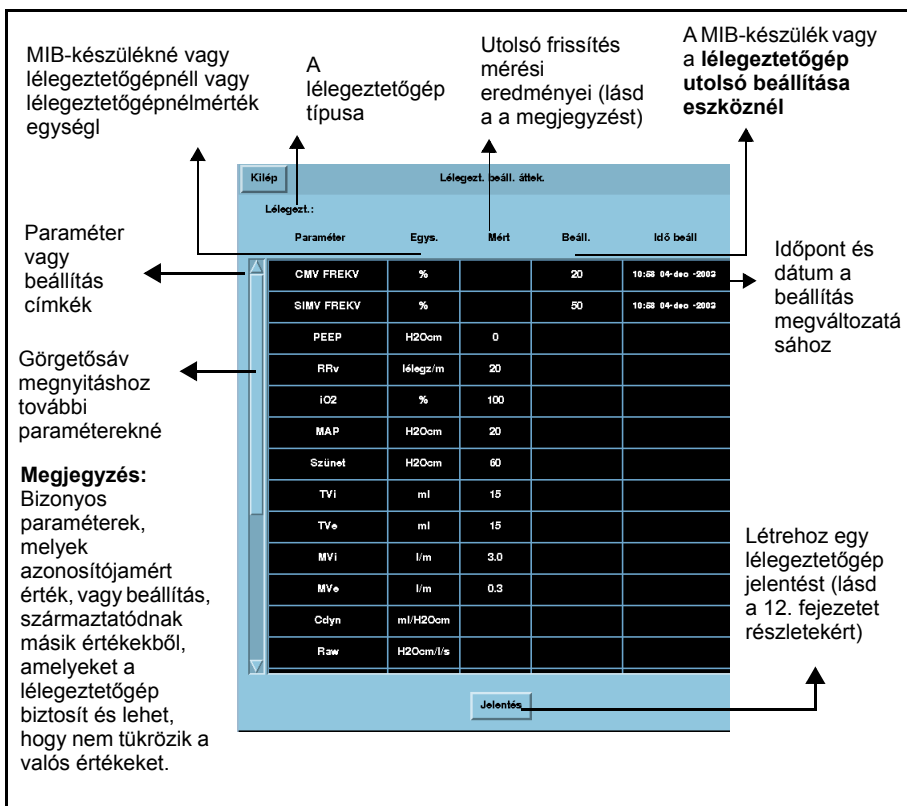 MIB-készülékné vagy
lélegeztetőgépnéll vagy
lélegeztetőgépnélmérték
egységl
A
lélegeztetőgép
típusa
Utolsó frissítés
mérési
eredményei (lásd
a a megjegyzést)
A MIB-készülék vagy
a lélegeztetőgép
utolsó beállítása
eszköznél
Kilép
Lélegezt. beáll. áttek.
Lélegezt.:
Paraméter Egys. Mért Beáll. Idő beáll
CMV FREKV % 20 10:58 04-dec -2003
SIMV FREKV % 50 10:58 04-dec -2003
PEEP H2Ocm 0
RRv lélegz/m 20
iO2 % 100
MAP H2Ocm 20
Szünet H2Ocm 60
TVi ml 15
TVe ml 15
MVi l/m 3.0
MVe l/m 0.3
Cdyn ml/H2Ocm
Raw H2Ocm/l/s
Jelentés
Paraméter
vagy
beállítás
címkék
Görgetősáv
megnyitáshoz
további
paraméterekné
Megjegyzés:
Bizonyos
paraméterek,
melyek
azonosítójamért
érték, vagy beállítás,
származtatódnak
másik értékekből,
amelyeket a
lélegeztetőgép
biztosít és lehet,
hogy nem tükrözik a
valós értékeket.
Időpont és
dátum a
beállítás
megváltozatá
sához
Létrehoz egy
lélegeztetőgép
jelentést (lásd
a 12. fejezetet
részletekért)